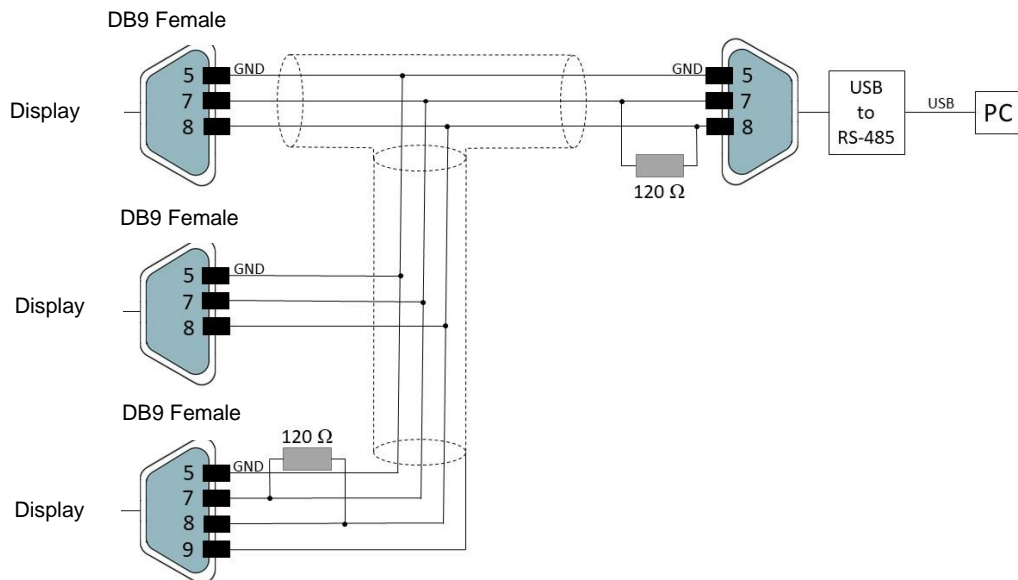 DB9 Female
Display
5
7
8
GND
GND
5
7
8
120 Ω
USB
to
RS-485
USB
PC
DB9 Female
Display
5
7
8
GND
DB9 Female
Display
5
7
8
9
GND
120 Ω